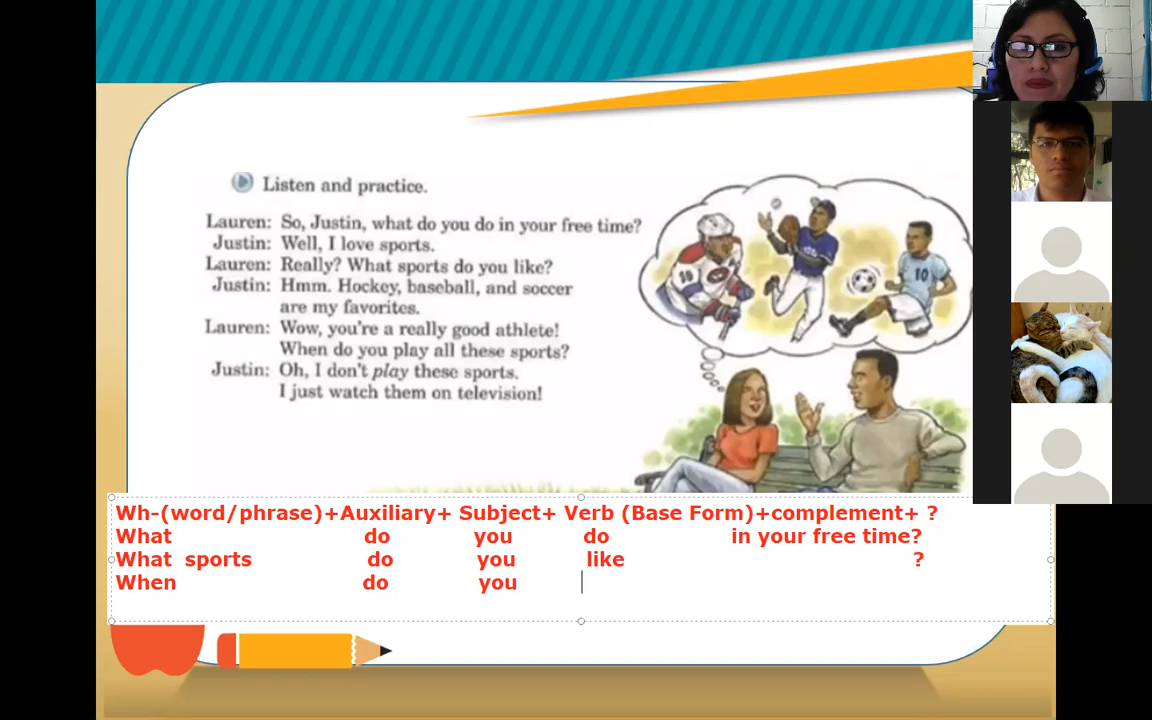 Listen and practice.
Lauren: So, Justin, what do you do in your free time?
Justin: Well, I love sports.
Lauren: Really? What sports do you like?
Justin: Hmm. Hockey, baseball, and soccer
are my favorites.
Lauren: Wow, you're a really good athlete!
When do you play all these sports?
Justin: Oh, I don't play these sports.
I just watch them on television!
10
10
Wh-(word/phrase)+Auxiliary+ Subject+ Verb (Base Form)+complement+ ?
What do you do in your free time?
What sports do you like ?
When do you